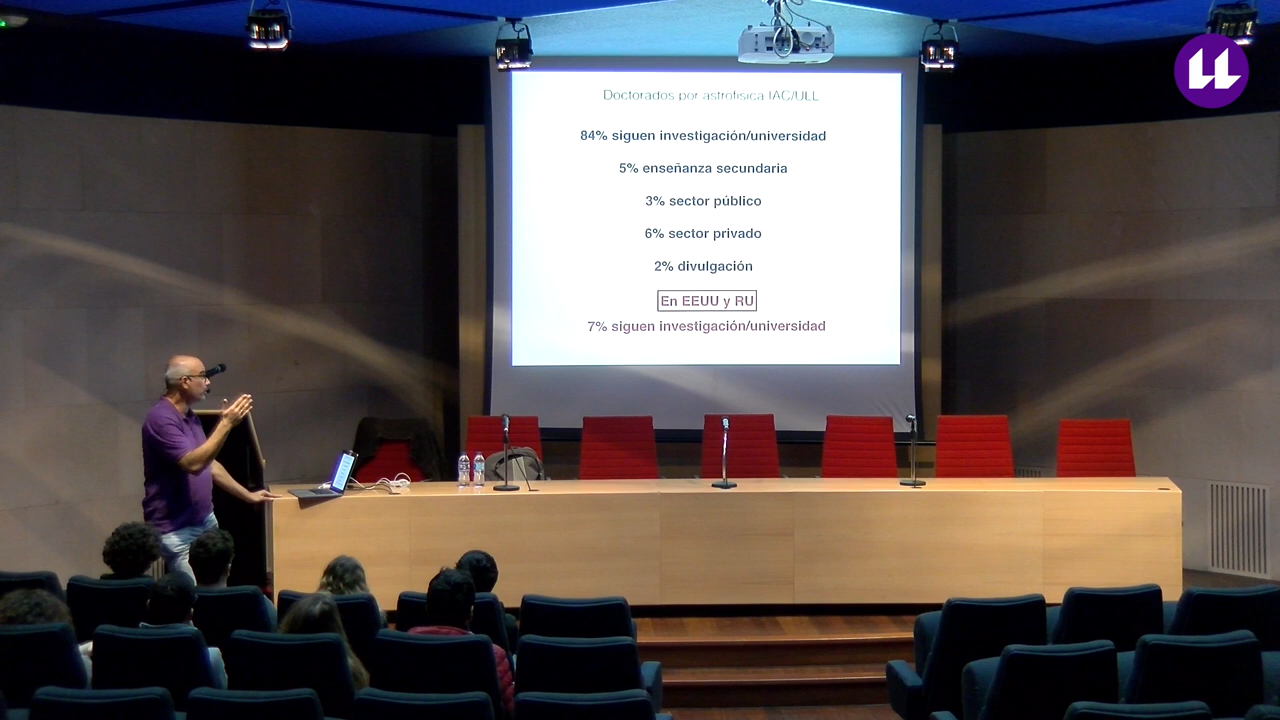 Doctorados por astrofísica IAC/ULL
84% siguen investigación/universidad
5% enseñanza secundaria
3% sector público
6% sector privado
2% divulgación
En EEUU y RU
7% siguen investigación/universidad